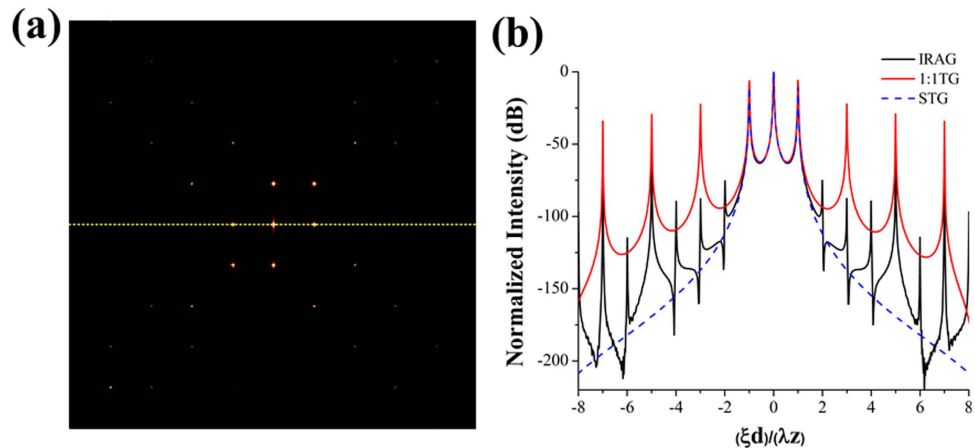 (a)
(b)
IRAG
1:1TG
STG
Normalized Intensity (dB)
0
-50
-100
-150
-200
-8 -6 -4 -2 0 2 4 6 8
(ξd)/(λz)